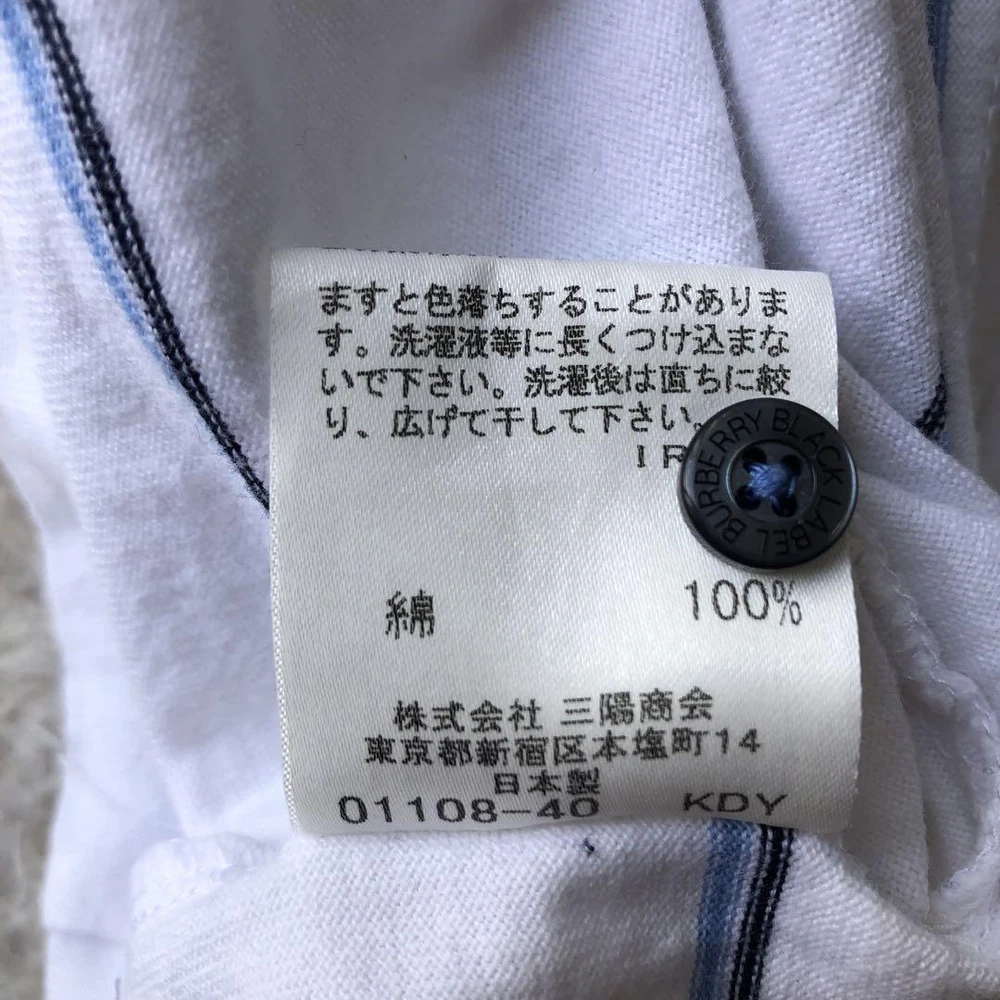 ますと色落ちすることがありま
す。洗濯液等に長くつけ込まな
いで下さい。洗濯後は直ちに絞
り、広げて干して下さい。
IR
BURBERRY BLACK LABEL
綿 100%
株式会社 三陽商会
東京都新宿区本塩町14
日本製
01108-40 KDY